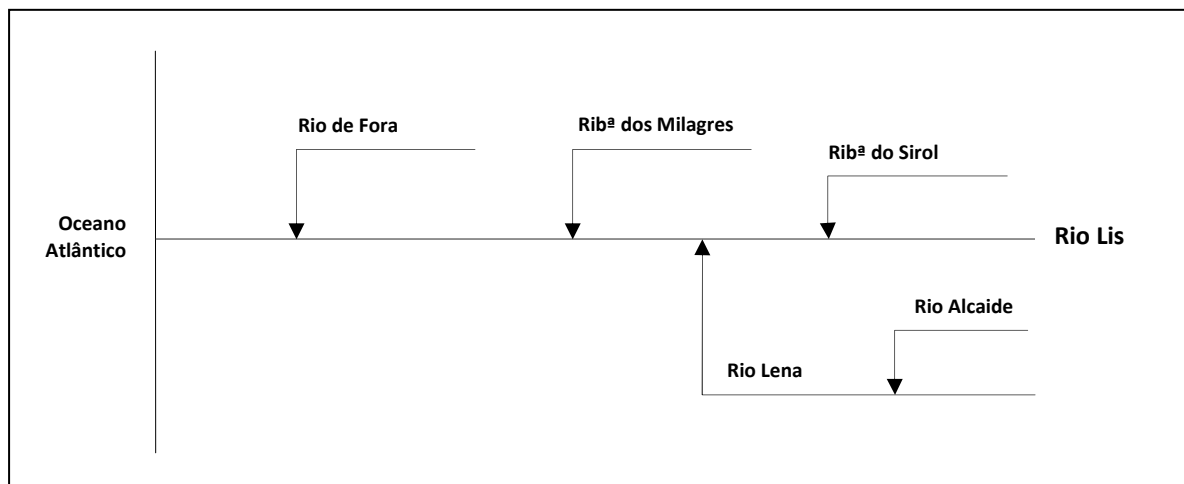 Rio de Fora
Ribª dos Milagres
Ribª do Sirol
Oceano
Atlântico
Rio Lis
Rio Alcaide
Rio Lena